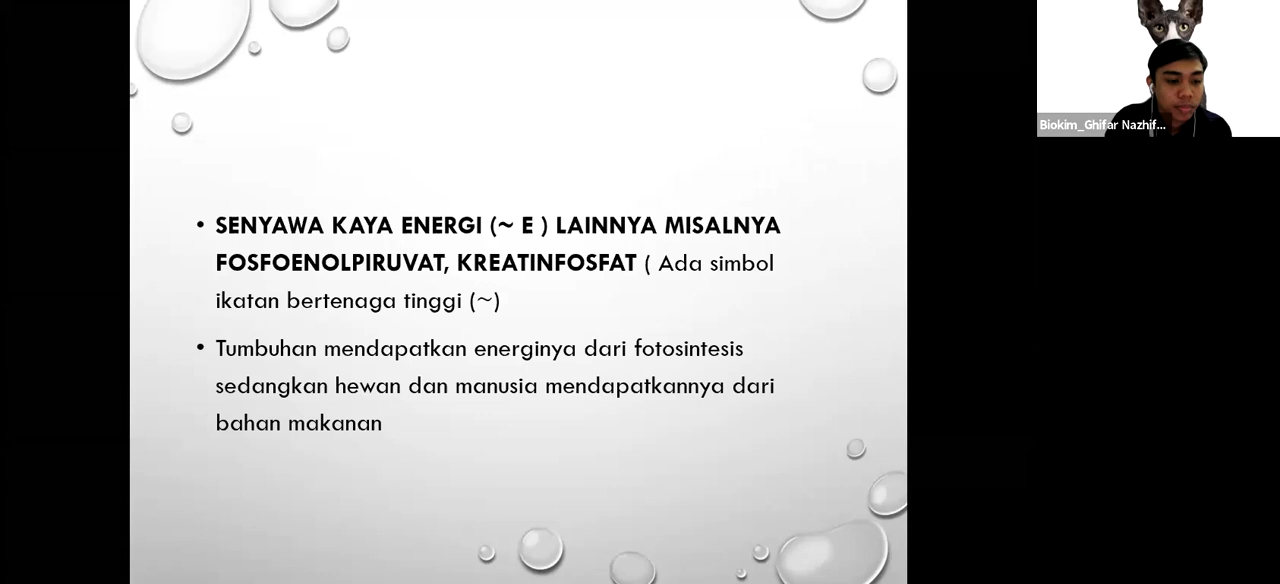 • SENYAWA KAYA ENERGI (~ E ) LAINNYA MISALNYA
FOSFOENOLPIRUVAT, KREATINFOSFAT ( Ada simbol
ikatan bertenaga tinggi (~)
• Tumbuhan mendapatkan energinya dari fotosintesis
sedangkan hewan dan manusia mendapatkannya dari
bahan makanan
Biokim_Ghifar Nazhif...